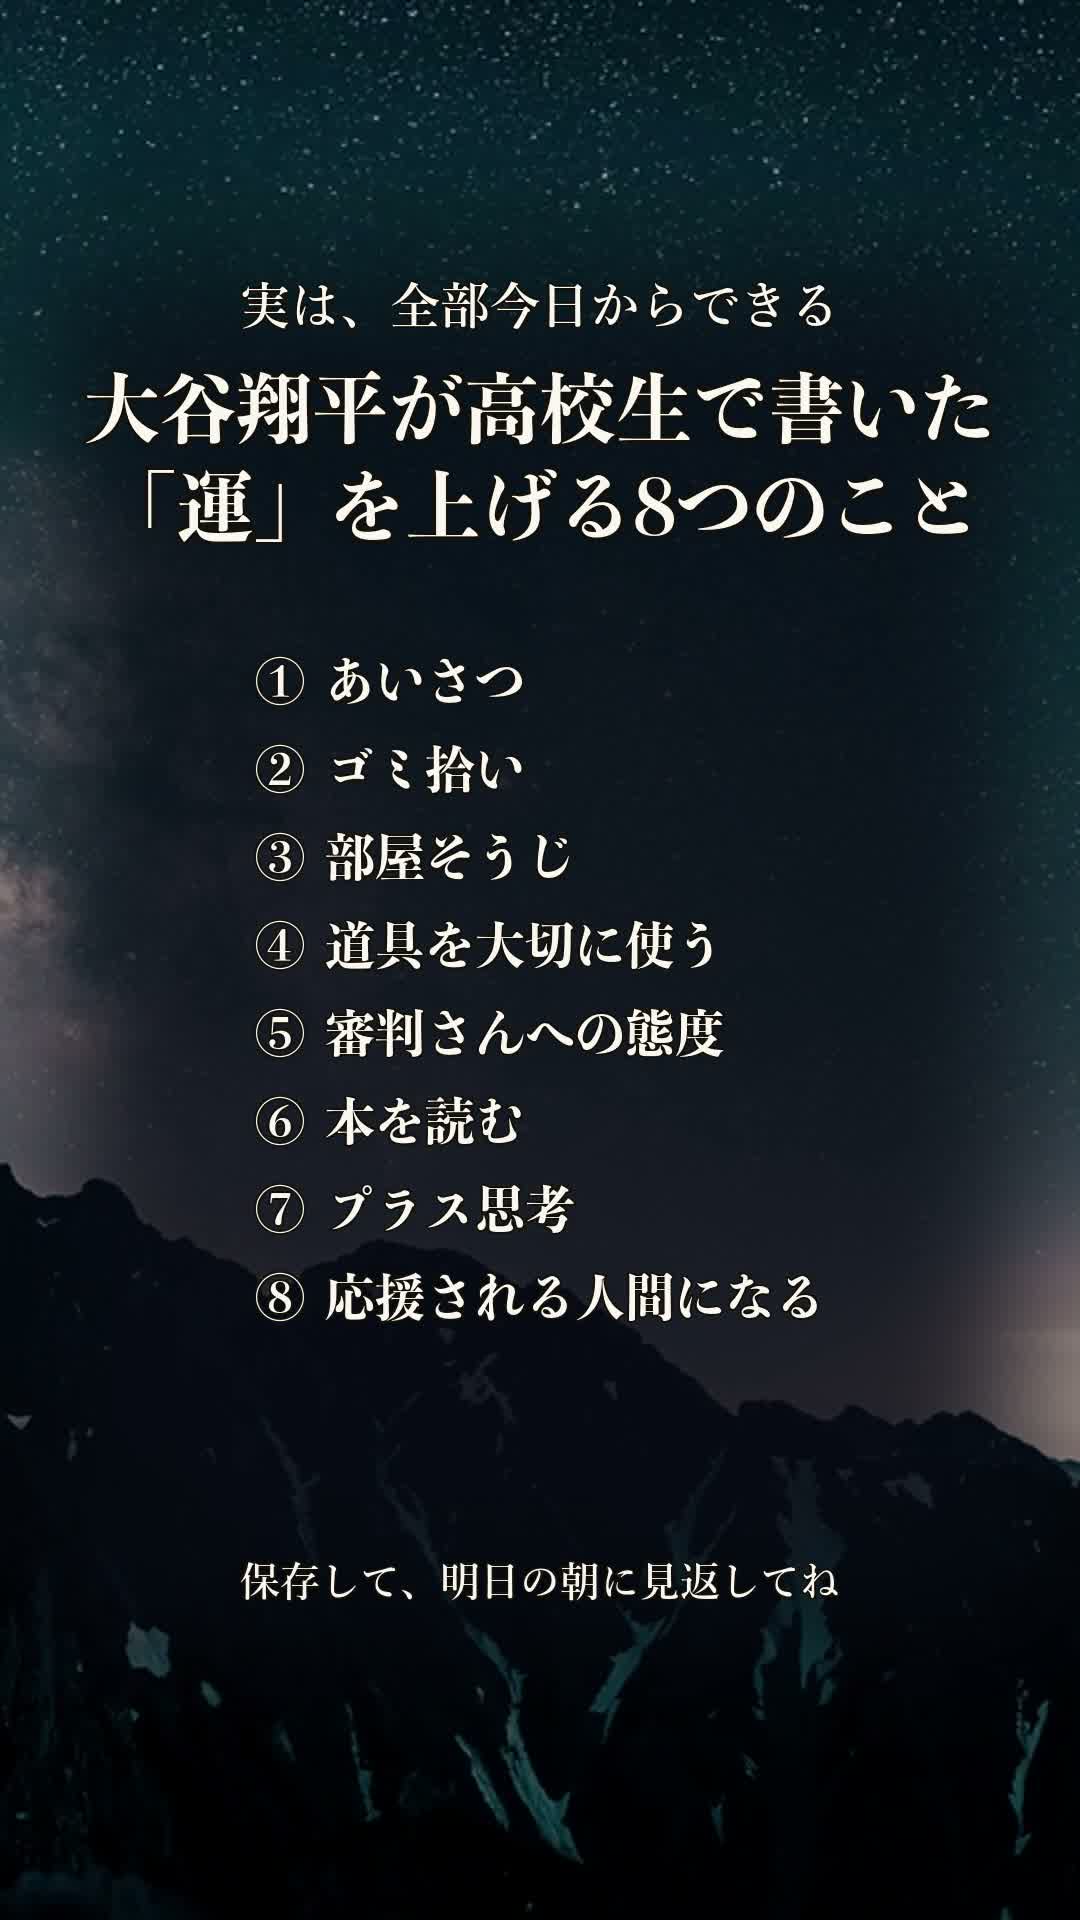 実は、全部今日からできる
大谷翔平が高校生で書いた
「運」を上げる8つのこと
① あいさつ
② ゴミ拾い
③ 部屋そうじ
④ 道具を大切に使う
⑤ 審判さんへの態度
⑥ 本を読む
⑦ プラス思考
⑧ 応援される人間になる
保存して、明日の朝に見返してね